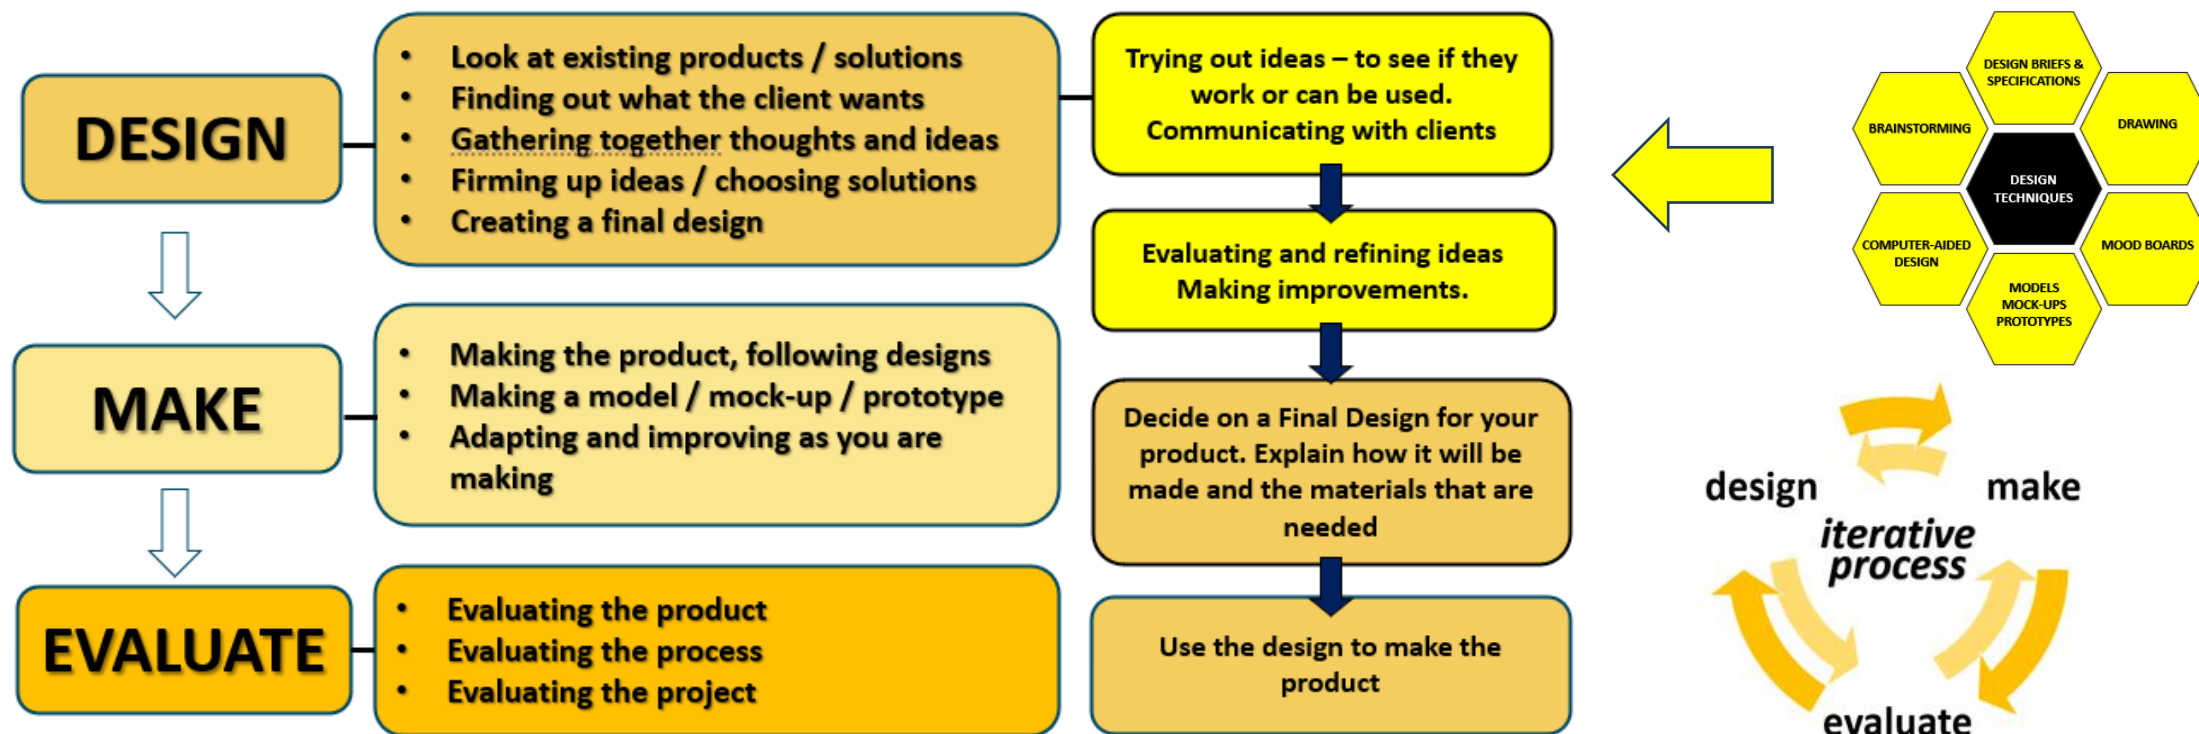 DESIGN
• Look at existing products / solutions
• Finding out what the client wants
• Gathering together thoughts and ideas
• Firming up ideas / choosing solutions
• Creating a final design
MAKE
• Making the product, following designs
• Making a model / mock-up / prototype
• Adapting and improving as you are
making
EVALUATE
• Evaluating the product
• Evaluating the process
• Evaluating the project
Trying out ideas – to see if they
work or can be used.
Communicating with clients
Evaluating and refining ideas
Making improvements.
Decide on a Final Design for your
product. Explain how it will be
made and the materials that are
needed
Use the design to make the
product
DESIGN BRIEFS &
SPECIFICATIONS
BRAINSTORMING
DRAWING
DESIGN
TECHNIQUES
COMPUTER-AIDED
DESIGN
MOOD BOARDS
MODELS
MOCK-UPS
PROTOTYPES
design
make
iterative
process
evaluate